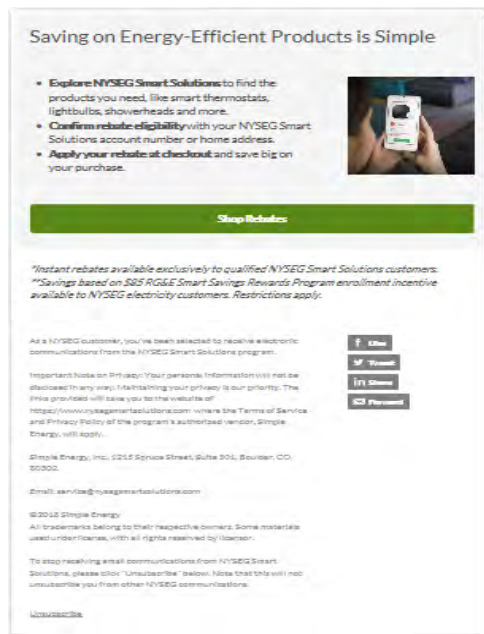 Saving on Energy-Efficient Products is Simple
• Explore NYSEG Smart Solutions to find the
products you need, like smart thermostats,
lightbulbs, showerheads and more.
• Confirm rebate eligibility with your NYSEG Smart
Solutions account number or home address.
• Apply your rebate at checkout and save big on
your purchase.
Shop Rebates
*Instant rebates available exclusively to qualified NYSEG Smart Solutions customers.
**Savings based on $85 RG&E Smart Savings Rewards Program enrollment incentive
available to NYSEG electricity customers. Restrictions apply.
As a NYSEG customer, you've been selected to receive electronic
communications from the NYSEG Smart Solutions program.
Important Note on Privacy: Your personal information will not be
disclosed in any way. Maintaining your privacy is our priority. The
links provided will take you to the website of
https://www.nysegsmartsolutions.com where the Terms of Service
and Privacy Policy of the program's authorized vendor, Simple
Energy, will apply.
Simple Energy, Inc., 1215 Spruce Street, Suite 301, Boulder, CO,
80302.
Email: service@nysegsmartsolutions.com
©2018 Simple Energy
All trademarks belong to their respective owners. Some materials
used under license, with all rights reserved by licensor.
To stop receiving email communications from NYSEG Smart
Solutions, please click "Unsubscribe" below. Note that this will not
unsubscribe you from other NYSEG communications.
Unsubscribe
Like
Tweet
Share
Forward